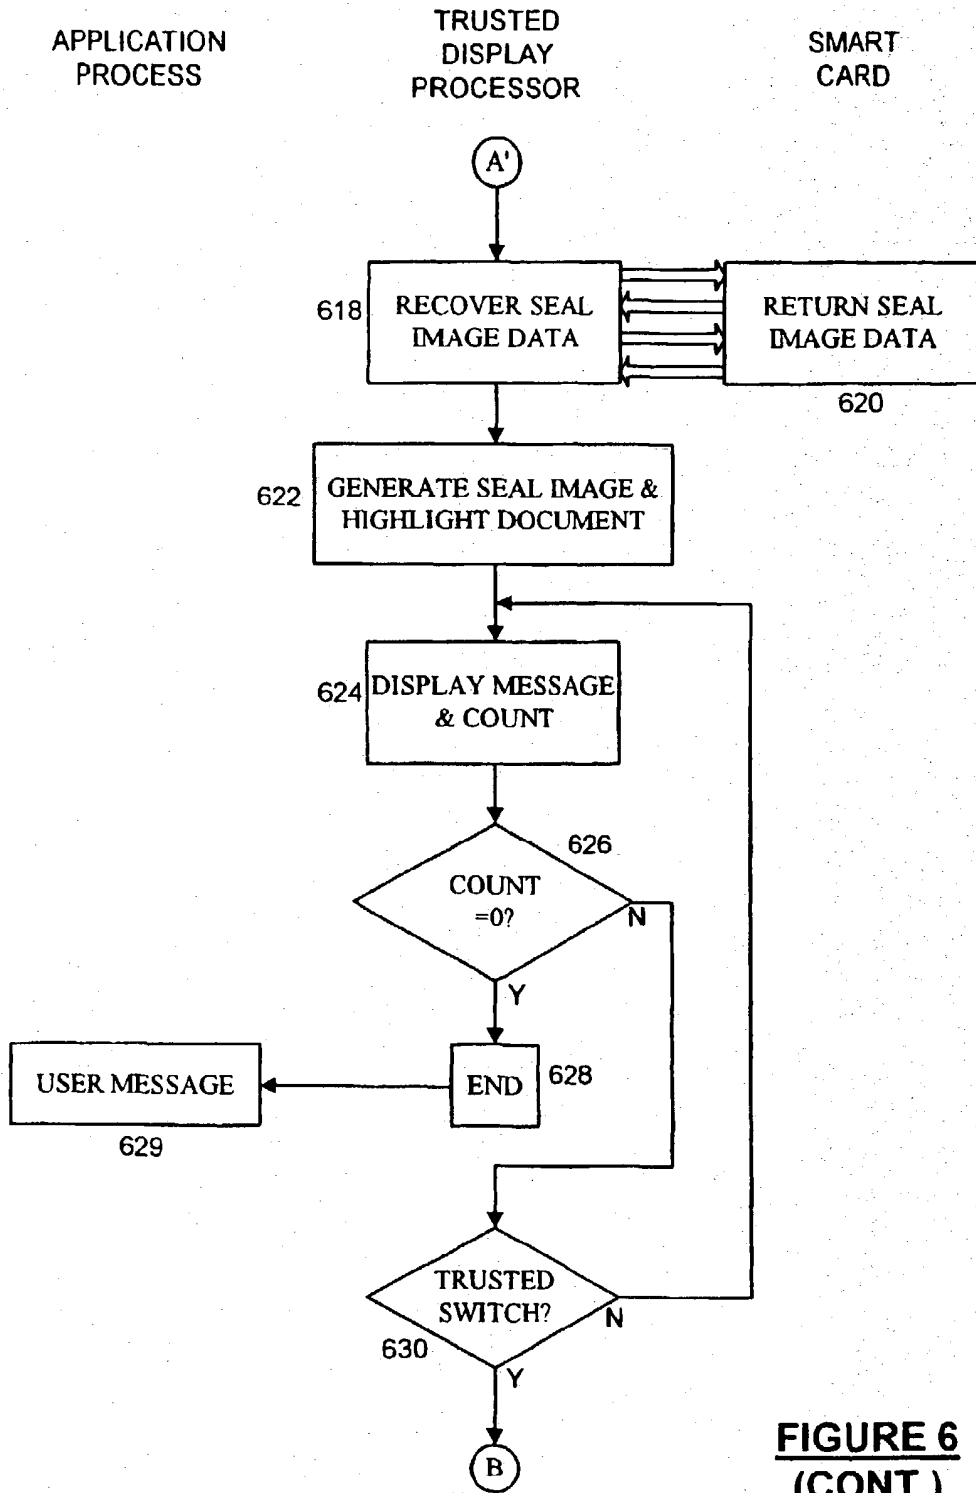 APPLICATION
PROCESS
TRUSTED
DISPLAY
PROCESSOR
SMART
CARD
A'
618
RECOVER SEAL
IMAGE DATA
RETURN SEAL
IMAGE DATA
620
622
GENERATE SEAL IMAGE &
HIGHLIGHT DOCUMENT
624
DISPLAY MESSAGE
& COUNT
626
COUNT
=0?
N
Y
USER MESSAGE
629
END
628
TRUSTED
SWITCH?
N
630
Y
B
FIGURE 6
(CONT.)